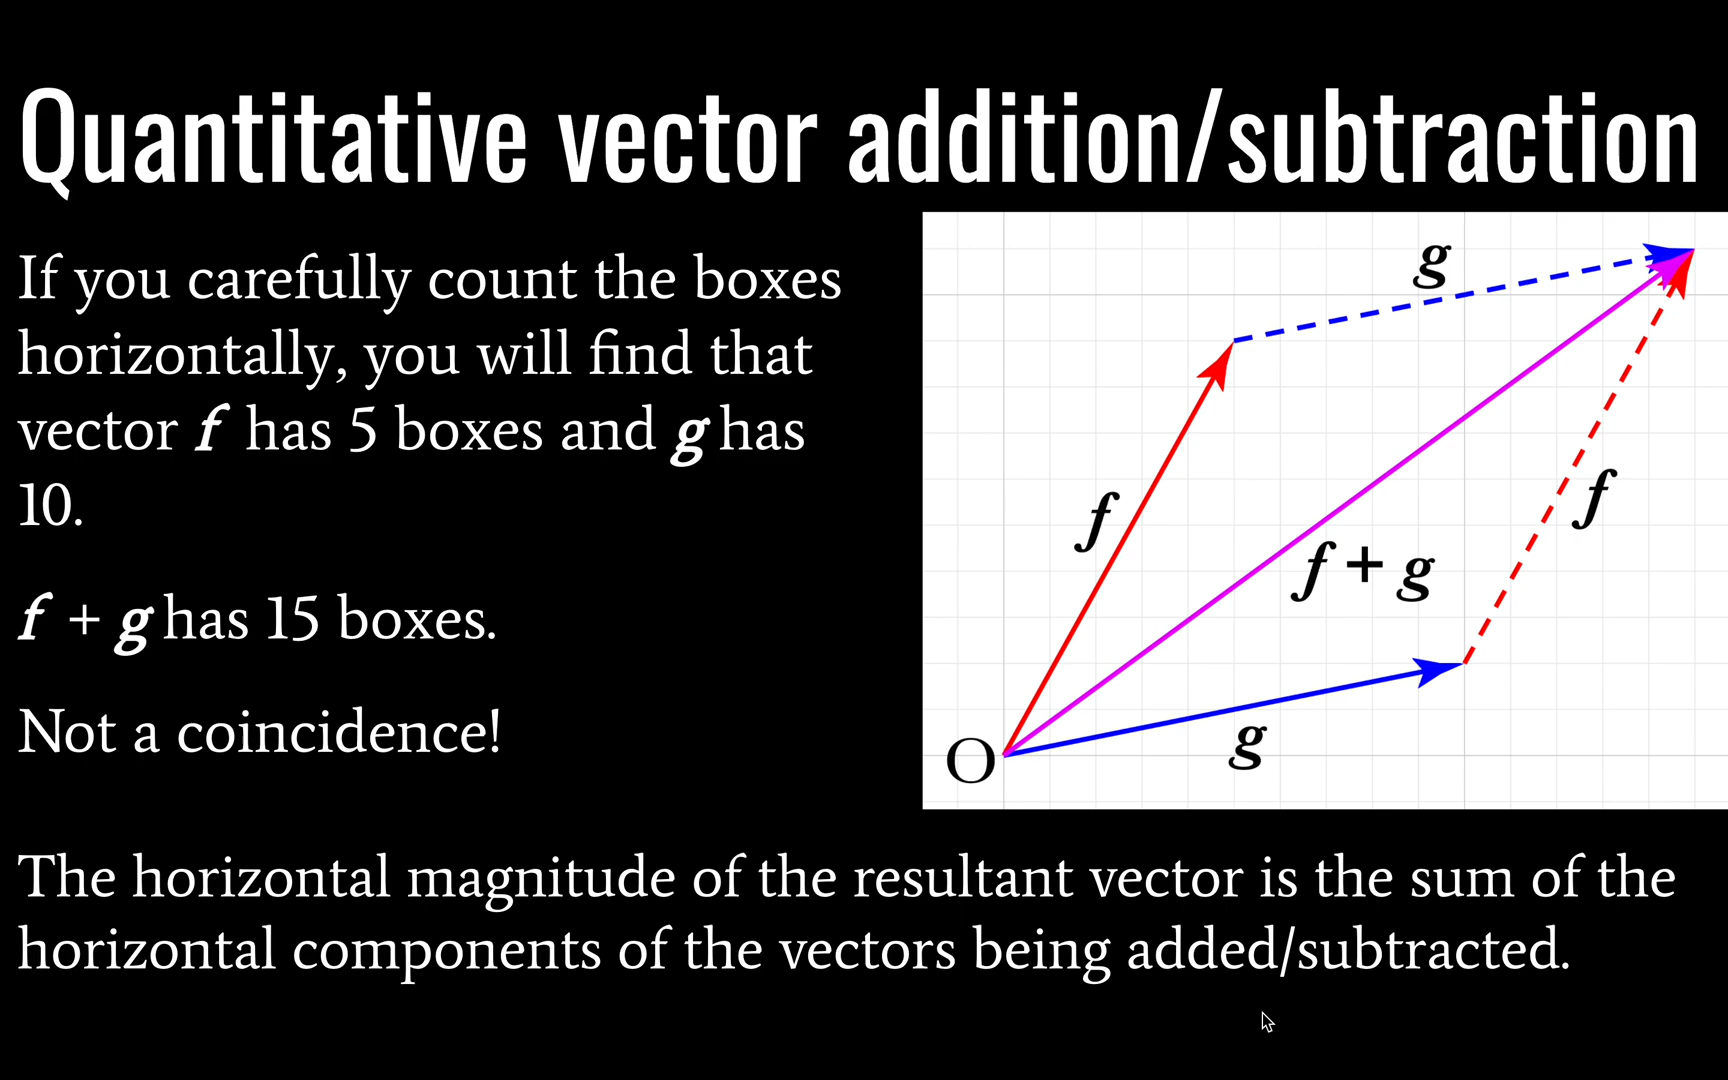 Quantitative vector addition/subtraction
If you carefully count the boxes
horizontally, you will find that
vector f has 5 boxes and g has
10.
f + g has 15 boxes.
Not a coincidence!
g
f
f
f + g
g
O
The horizontal magnitude of the resultant vector is the sum of the
horizontal components of the vectors being added/subtracted.